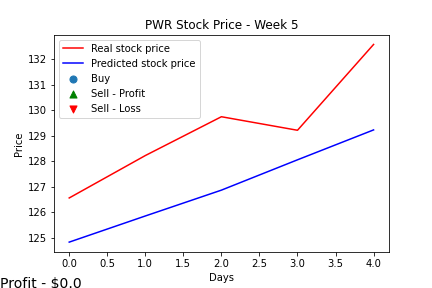 PWR Stock Price - Week 5
Real stock price
Predicted stock price
Buy
Sell - Profit
Sell - Loss
Price
132
131
130
129
128
127
126
125
0.0 0.5 1.0 1.5 2.0 2.5 3.0 3.5 4.0
Days
Profit - $0.0